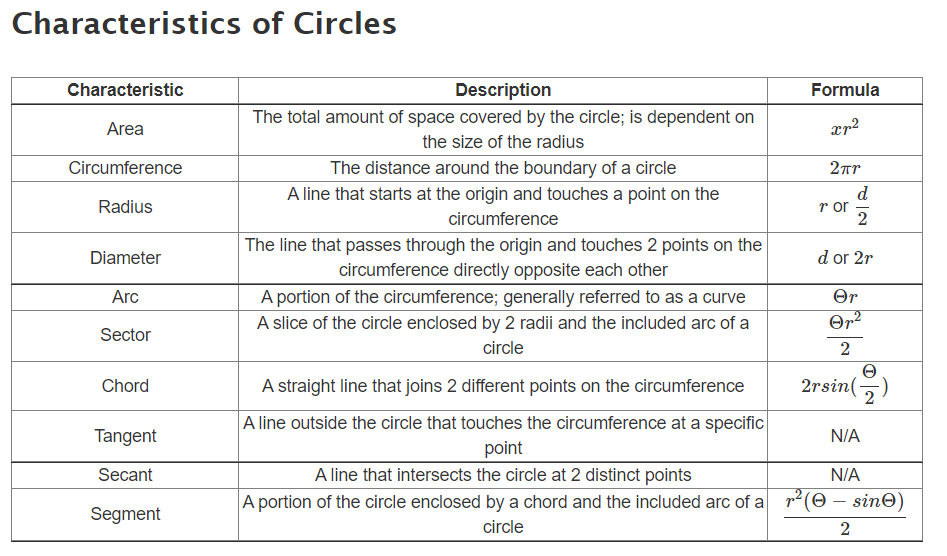 Characteristics of Circles
Characteristic Description Formula
Area The total amount of space covered by the circle; is dependent on the size of the radius xr²
Circumference The distance around the boundary of a circle 2πr
Radius A line that starts at the origin and touches a point on the circumference r or d/2
Diameter The line that passes through the origin and touches 2 points on the circumference directly opposite each other d or 2r
Arc A portion of the circumference; generally referred to as a curve Θr
Sector A slice of the circle enclosed by 2 radii and the included arc of a circle Θr²/2
Chord A straight line that joins 2 different points on the circumference 2rsin(Θ/2)
Tangent A line outside the circle that touches the circumference at a specific point N/A
Secant A line that intersects the circle at 2 distinct points N/A
Segment A portion of the circle enclosed by a chord and the included arc of a circle r²(Θ − sinΘ)/2